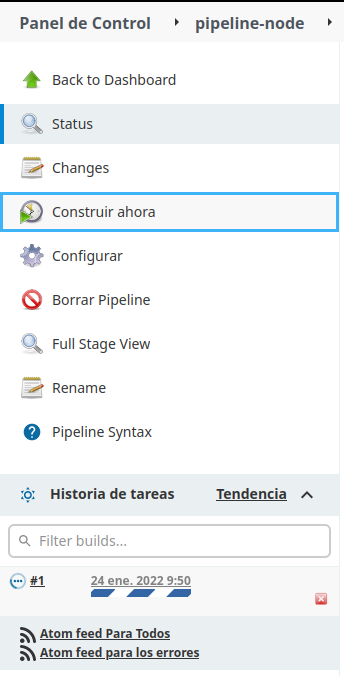 Panel de Control pipeline-node
Back to Dashboard
Status
Changes
Construir ahora
Configurar
Borrar Pipeline
Full Stage View
Rename
Pipeline Syntax
Historia de tareas Tendencia
Filter builds...
#1 24 ene. 2022 9:50
Atom feed Para Todos
Atom feed para los errores